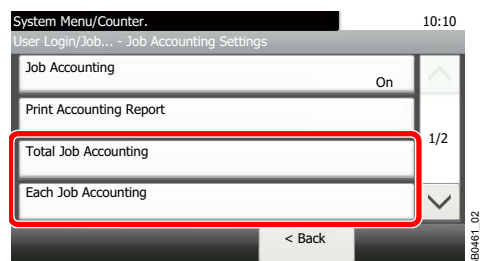 System Menu/Counter.
10:10
User Login/Job... - Job Accounting Settings
Job Accounting
On
Print Accounting Report
1/2
Total Job Accounting
Each Job Accounting
< Back
B0461_02